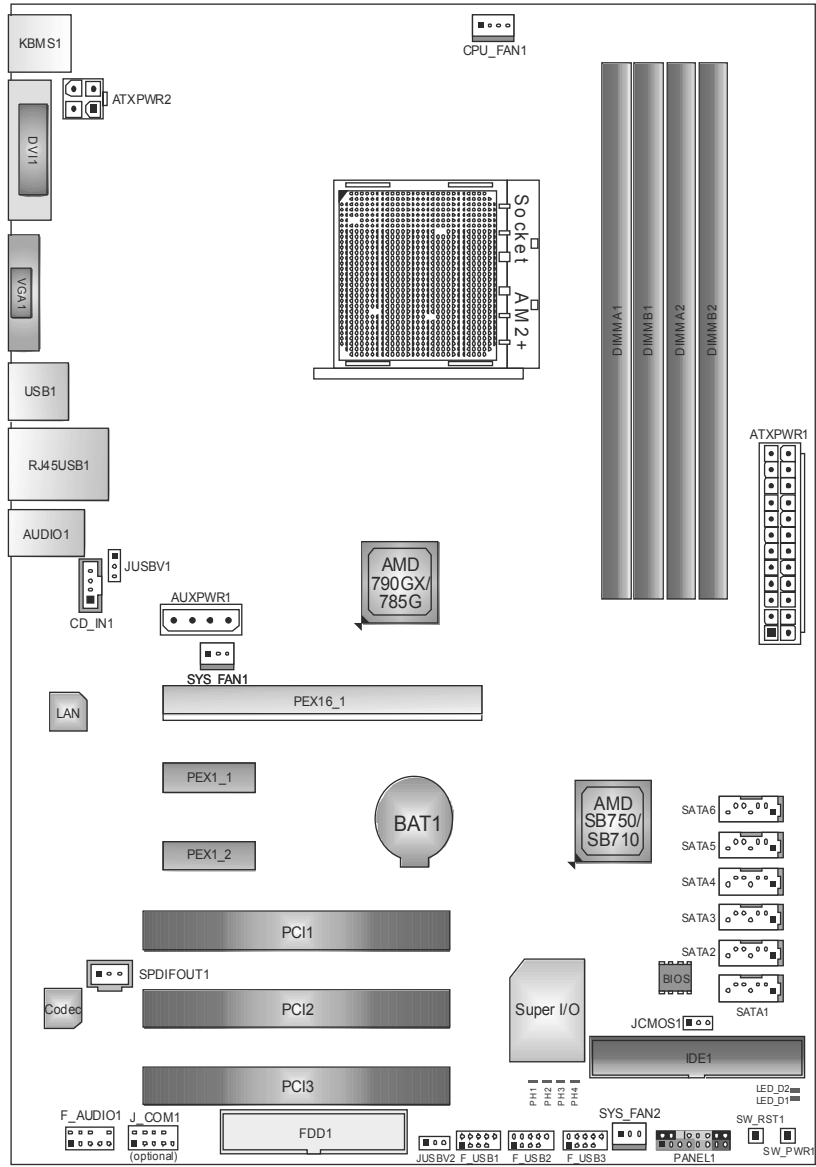 KBMS1
CPU_FAN1
ATXPWR2
DVI1
Socket AM2+
VGA1
DIMMA1
DIMMB1
DIMMA2
DIMMB2
USB1
ATXPWR1
RJ45USB1
AUDIO1
JUSBV1
CD_IN1
AUXPWR1
AMD
790GX/
785G
SYS_FAN1
PEX16_1
LAN
PEX1_1
BAT1
AMD
SB750/
SB710
SATA6
SATA5
PEX1_2
SATA4
SATA3
PCI1
SATA2
SPDIFOUT1
BIOS
Codec
PCI2
Super I/O
SATA1
JCMOS1
IDE1
PCI3
PH1
PH2
PH3
PH4
LED_D2
LED_D1
F_AUDIO1
J_COM1
(optional)
FDD1
SYS_FAN2
SW_RST1
JUSBV2
F_USB1
F_USB2
F_USB3
PANEL1
SW_PWR1